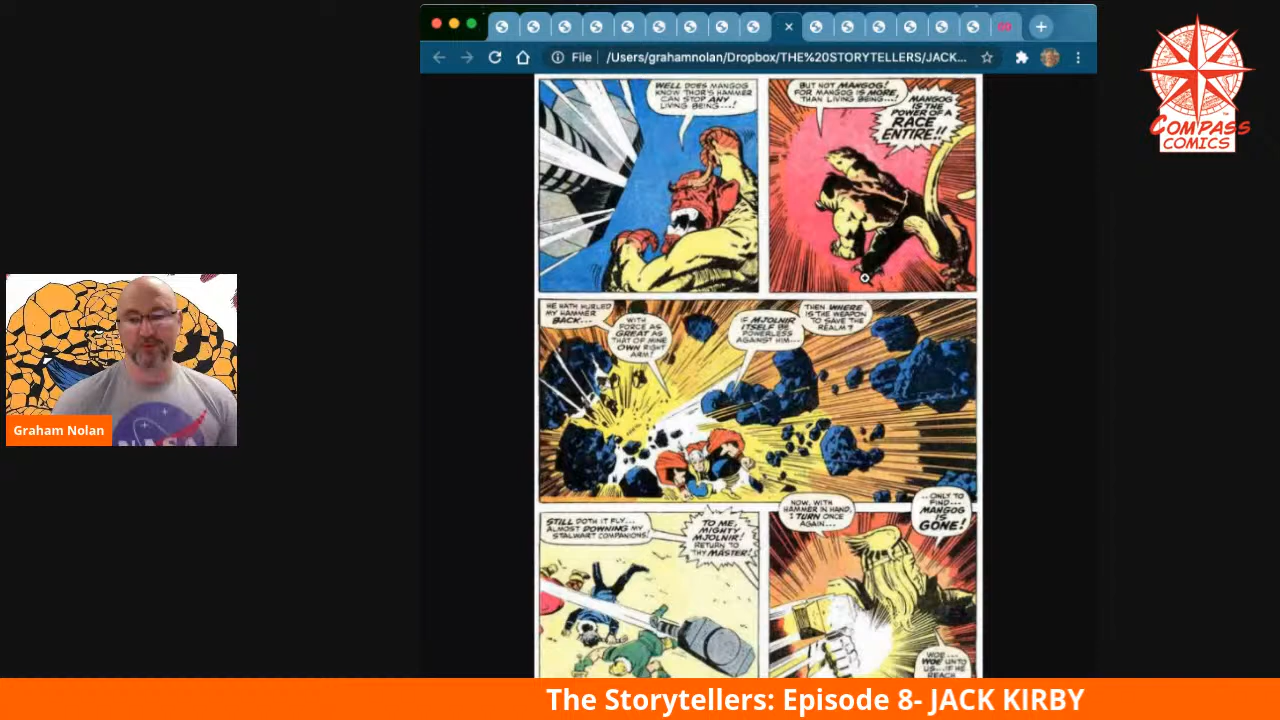 File
/Users/grahamnolan/Dropbox/THE%20STORYTELLERS/JACK...
COMPASS
COMICS
WELL DOES MANGOG
KNOW THOR'S HAMMER
CAN STOP ANY
LIVING BEING---!
BUT NOT MANGOG!
FOR MANGOG IS MORE
THAN LIVING BEING---!
MANGOG
IS THE
POWER OF A
RACE
ENTIRE!!
HE HATH HURLED
MY HAMMER
BACK---
WITH
FORCE AS
GREAT AS
THAT OF MINE
OWN RIGHT
ARM!
IF MJOLNIR
ITSELF BE
POWERLESS
AGAINST HIM---
THEN WHERE
IS THE WEAPON
TO SAVE THE
REALM?
STILL DOTH IT FLY---
ALMOST DOWNING MY
STALWART COMPANIONS!
TO ME,
MIGHTY
MJOLNIR!
RETURN TO
THY MASTER!
NOW, WITH
HAMMER IN HAND,
I TURN ONCE
AGAIN---
---ONLY TO
FIND---
MANGOG
IS
GONE!
WOE---
WOE UNTO
US---IF HE
REACH
NASA
Graham Nolan
The Storytellers: Episode 8- JACK KIRBY